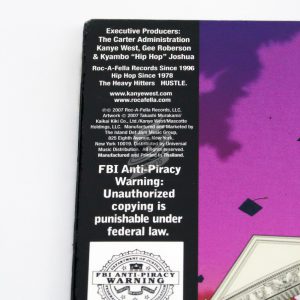 Executive Producers:
The Carter Administration
Kanye West, Gee Roberson
& Kyambo "Hip Hop" Joshua
Roc-A-Fella Records Since 1996
Hip Hop Since 1978
The Heavy Hitters HUSTLE.
www.kanyewest.com
www.rocafella.com
℗© 2007 Roc-A-Fella Records, LLC.
Artwork © 2007 Takashi Murakami/
Kaikai Kiki Co., Ltd./Kanye West/Mascotte
Holdings, LLC. Manufactured and Marketed by
The Island Def Jam Music Group,
825 Eighth Avenue, New York,
New York 10019. Distributed by Universal
Music Distribution. All rights reserved.
Manufactured and Printed in Thailand.
FBI Anti-Piracy
Warning:
Unauthorized
copying is
punishable under
federal law.
FBI ANTI-PIRACY
WARNING